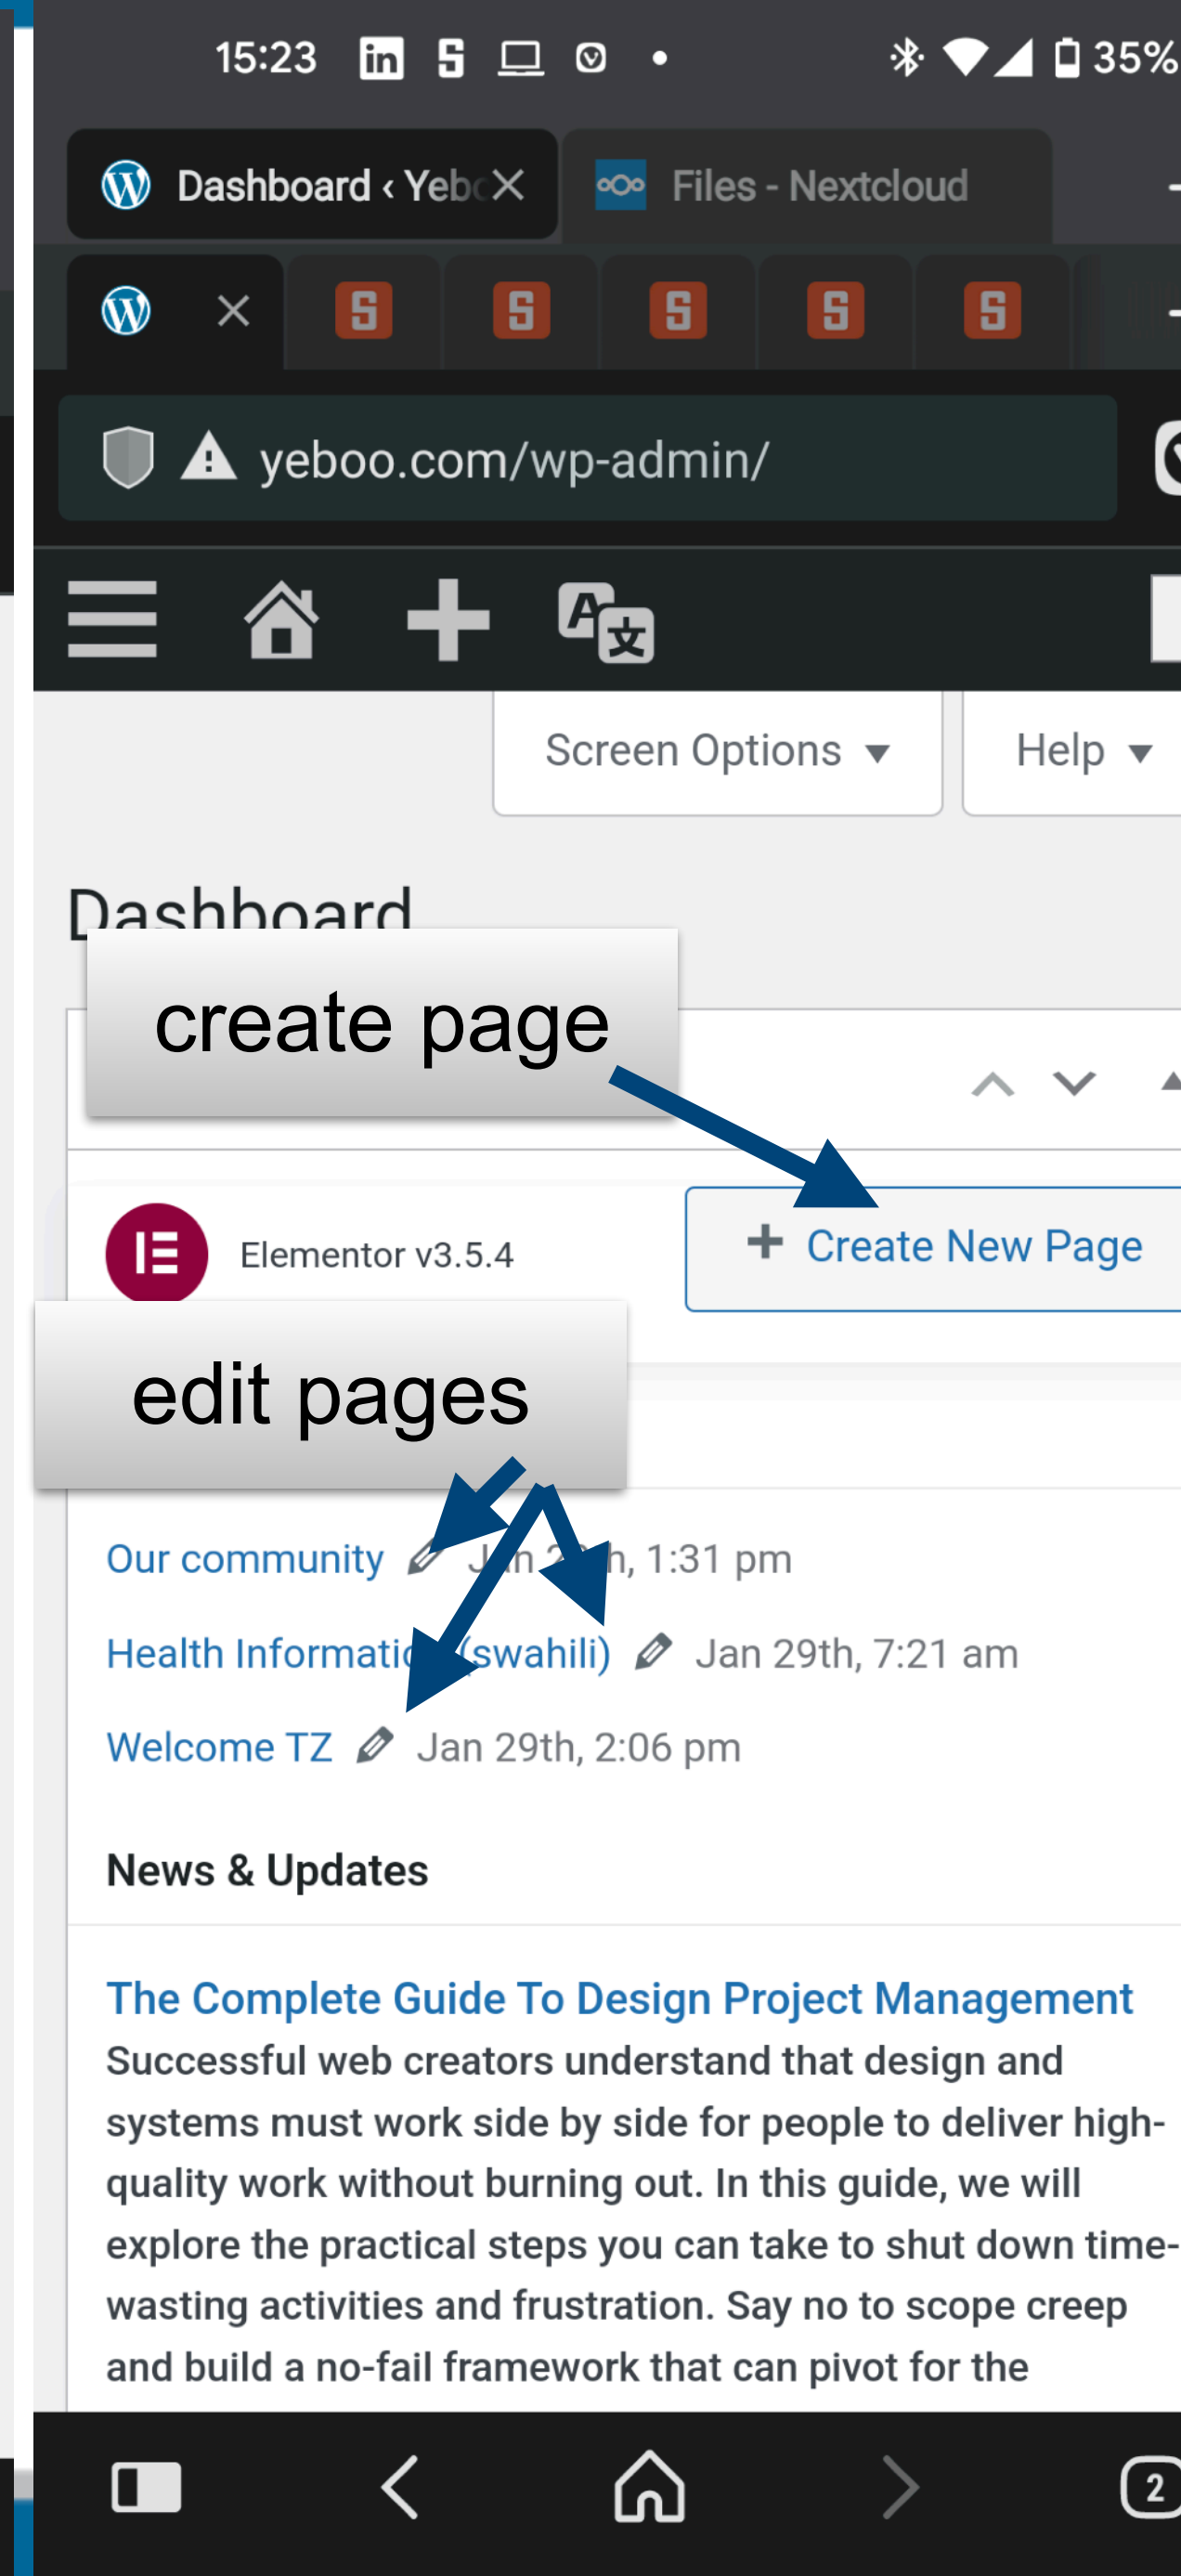 15:23
35%
Dashboard ‹ Yebo
Files - Nextcloud
yeboo.com/wp-admin/
Screen Options
Help
Dashboard
create page
Elementor v3.5.4
+ Create New Page
edit pages
Our community Jan h, 1:31 pm
Health Informatio (swahili) Jan 29th, 7:21 am
Welcome TZ Jan 29th, 2:06 pm
News & Updates
The Complete Guide To Design Project Management
Successful web creators understand that design and
systems must work side by side for people to deliver high-
quality work without burning out. In this guide, we will
explore the practical steps you can take to shut down time-
wasting activities and frustration. Say no to scope creep
and build a no-fail framework that can pivot for the
2